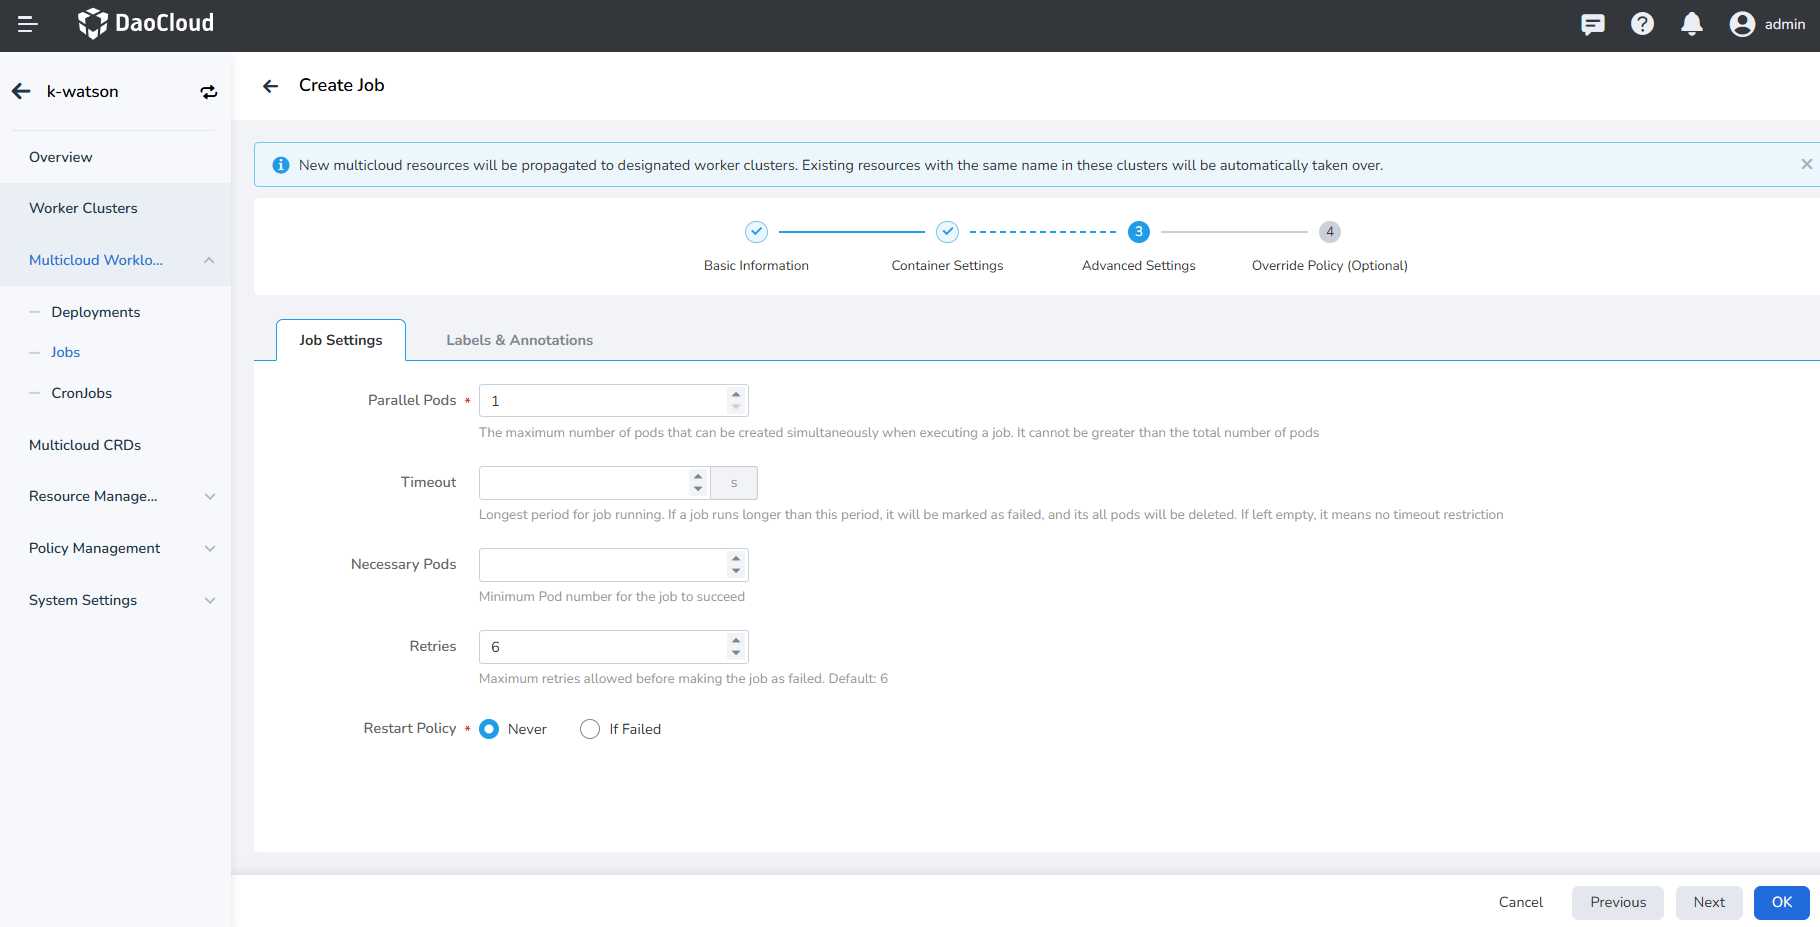 DaoCloud
admin
k-watson
Create Job
Overview
Worker Clusters
Multicloud Worklo...
Deployments
Jobs
CronJobs
Multicloud CRDs
Resource Manage...
Policy Management
System Settings
New multicloud resources will be propagated to designated worker clusters. Existing resources with the same name in these clusters will be automatically taken over.
3
4
Basic Information
Container Settings
Advanced Settings
Override Policy (Optional)
Job Settings
Labels & Annotations
Parallel Pods *
1
The maximum number of pods that can be created simultaneously when executing a job. It cannot be greater than the total number of pods
Timeout
s
Longest period for job running. If a job runs longer than this period, it will be marked as failed, and its all pods will be deleted. If left empty, it means no timeout restriction
Necessary Pods
Minimum Pod number for the job to succeed
Retries
6
Maximum retries allowed before making the job as failed. Default: 6
Restart Policy *
Never
If Failed
Cancel
Previous
Next
OK